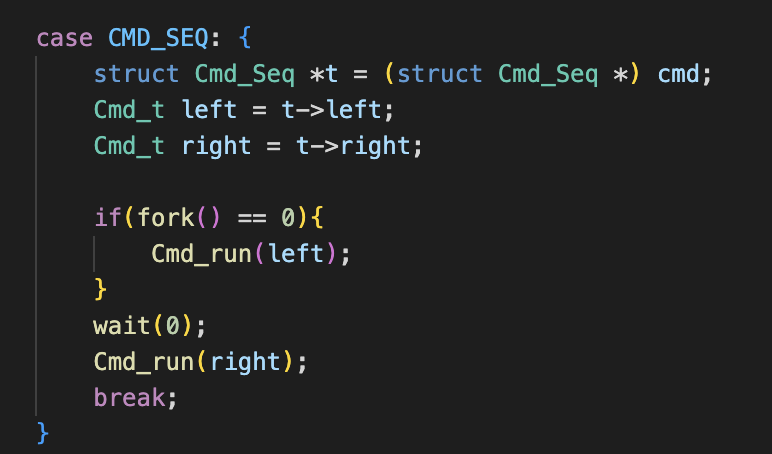 case CMD_SEQ: {
    struct Cmd_Seq *t = (struct Cmd_Seq *) cmd;
    Cmd_t left = t->left;
    Cmd_t right = t->right;

    if(fork() == 0){
        Cmd_run(left);
    }
    wait(0);
    Cmd_run(right);
    break;
}